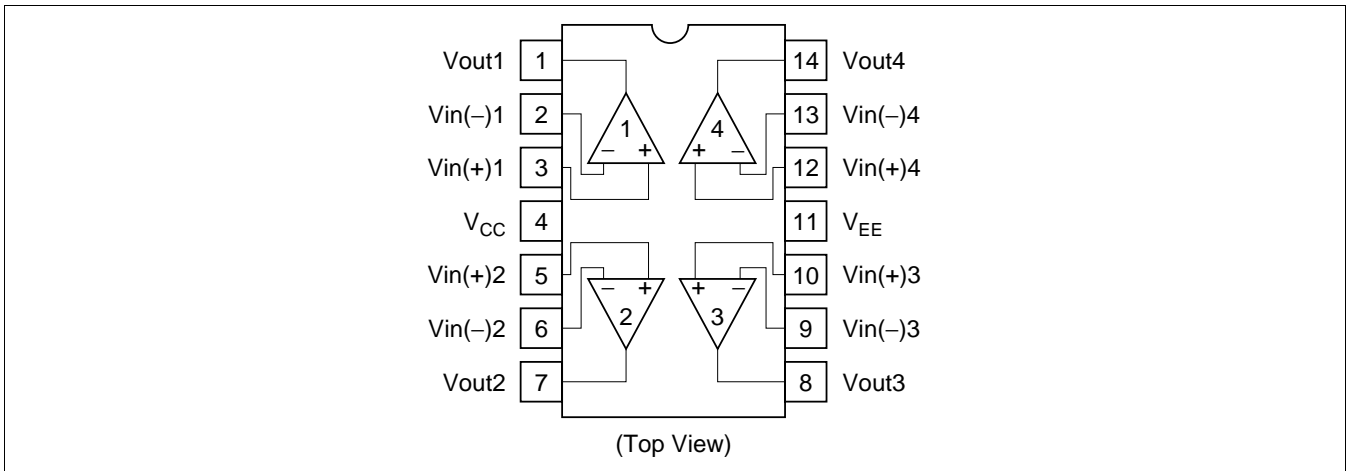 Vout1 1 14 Vout4
Vin(−)1 2 13 Vin(−)4
1 4
− + + −
Vin(+)1 3 12 Vin(+)4
V_CC 4 11 V_EE
Vin(+)2 5 10 Vin(+)3
− + + −
2 3
Vin(−)2 6 9 Vin(−)3
Vout2 7 8 Vout3
(Top View)